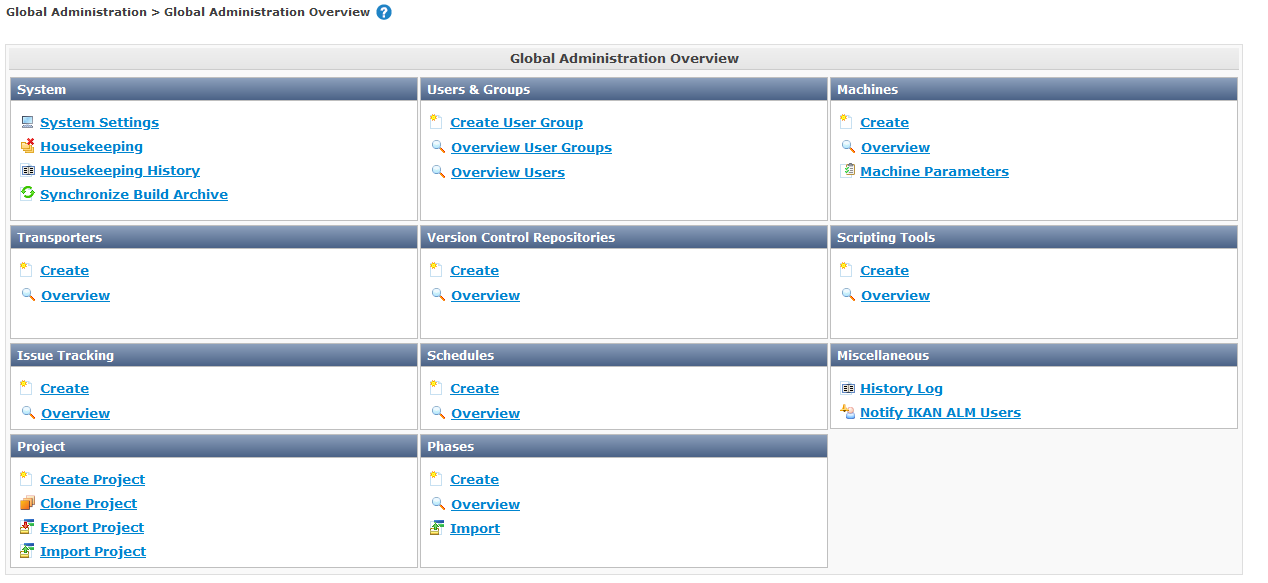 Global Administration > Global Administration Overview ?
Global Administration Overview
System
System Settings
Housekeeping
Housekeeping History
Synchronize Build Archive
Users & Groups
Create User Group
Overview User Groups
Overview Users
Machines
Create
Overview
Machine Parameters
Transporters
Create
Overview
Version Control Repositories
Create
Overview
Scripting Tools
Create
Overview
Issue Tracking
Create
Overview
Schedules
Create
Overview
Miscellaneous
History Log
Notify IKAN ALM Users
Project
Create Project
Clone Project
Export Project
Import Project
Phases
Create
Overview
Import